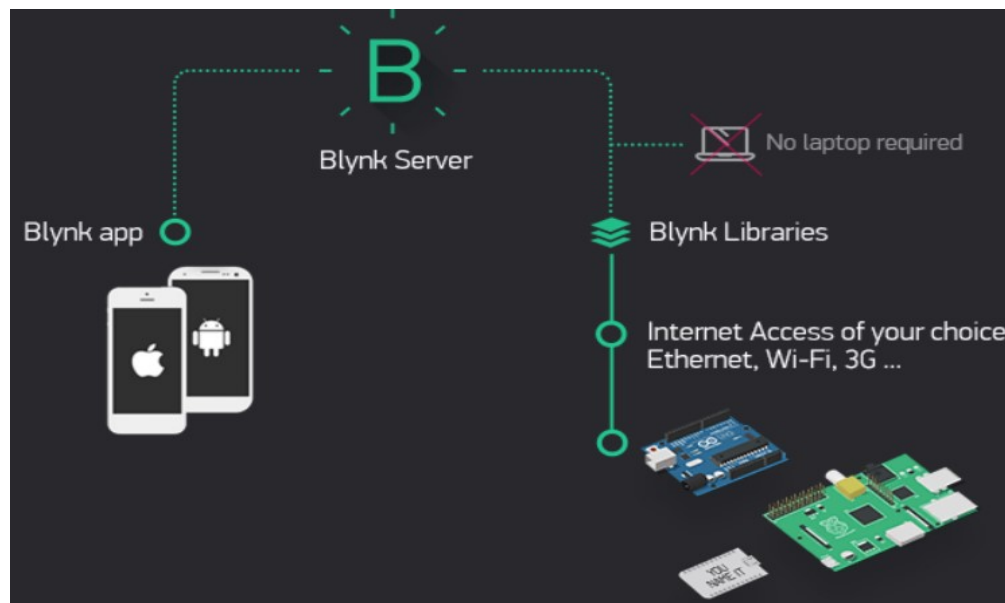 B
Blynk Server
No laptop required
Blynk app
Blynk Libraries
Internet Access of your choice
Ethernet, Wi-Fi, 3G ...
YOU
NAME IT